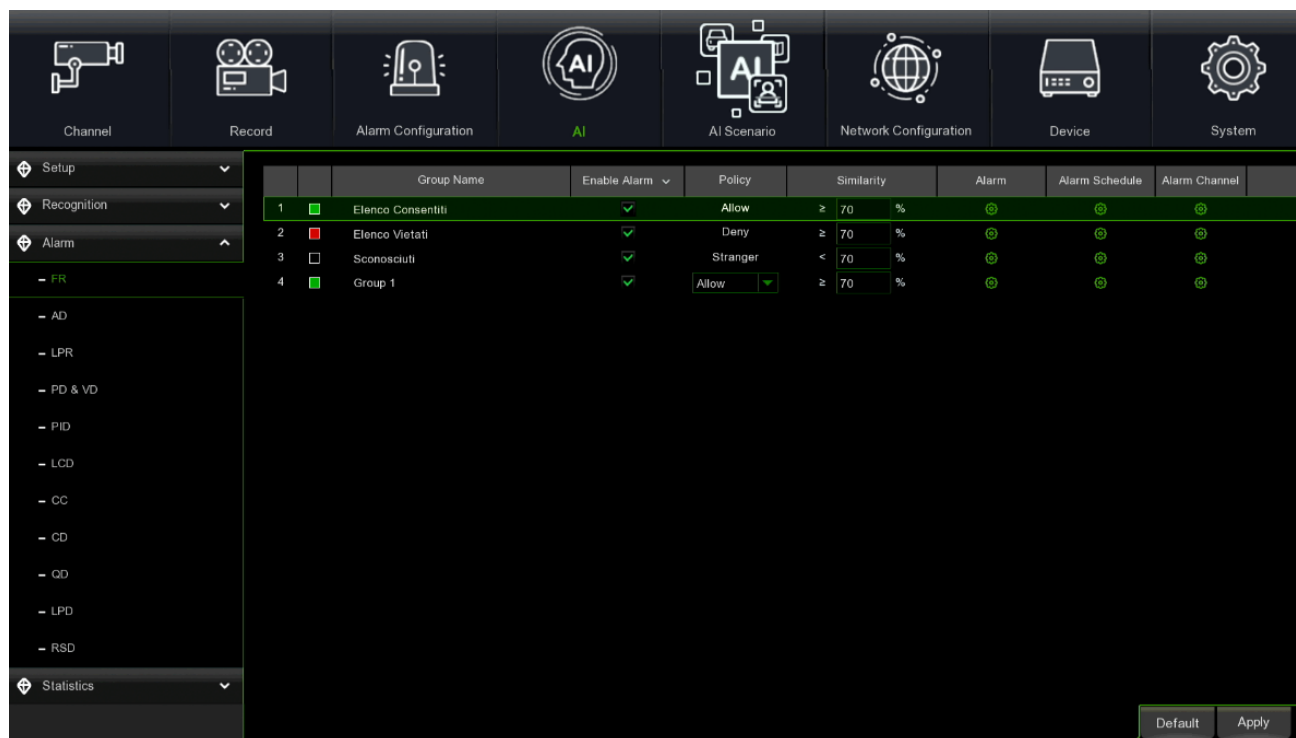 Channel Record Alarm Configuration AI AI Scenario Network Configuration Device System
Setup
Recognition
Alarm
FR
AD
LPR
PD & VD
PID
LCD
CC
CD
QD
LPD
RSD
Statistics
Group Name Enable Alarm Policy Similarity Alarm Alarm Schedule Alarm Channel
1 Elenco Consentiti Allow ≥ 70 %
2 Elenco Vietati Deny ≥ 70 %
3 Sconosciuti Stranger < 70 %
4 Group 1 Allow ≥ 70 %
Default Apply